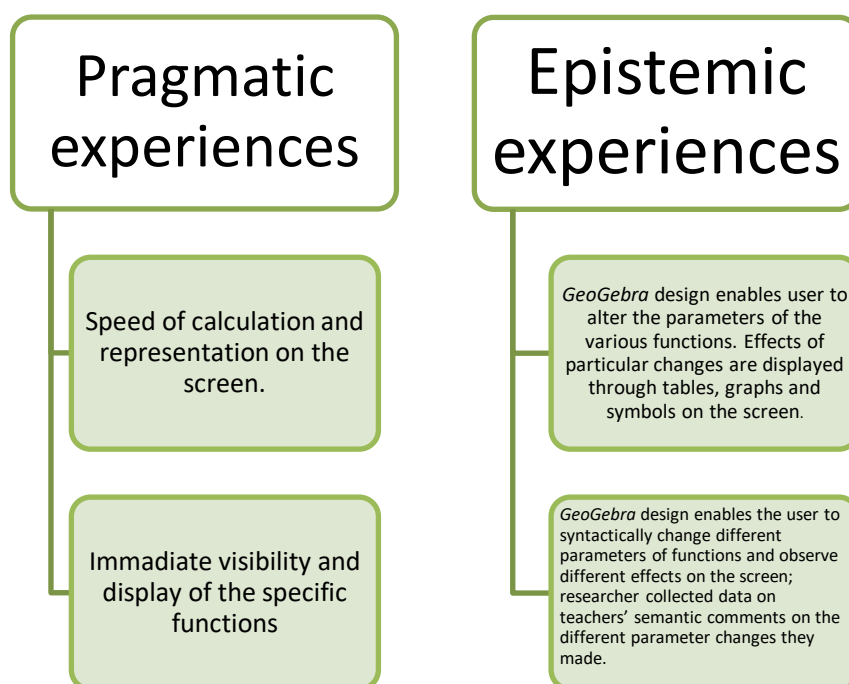 Pragmatic
experiences
Speed of calculation and
representation on the
screen.
Immadiate visibility and
display of the specific
functions
Epistemic
experiences
GeoGebra design enables user to
alter the parameters of the
various functions. Effects of
particular changes are displayed
through tables, graphs and
symbols on the screen.
GeoGebra design enables the user to
syntactically change different
parameters of functions and observe
different effects on the screen;
researcher collected data on
teachers’ semantic comments on the
different parameter changes they
made.